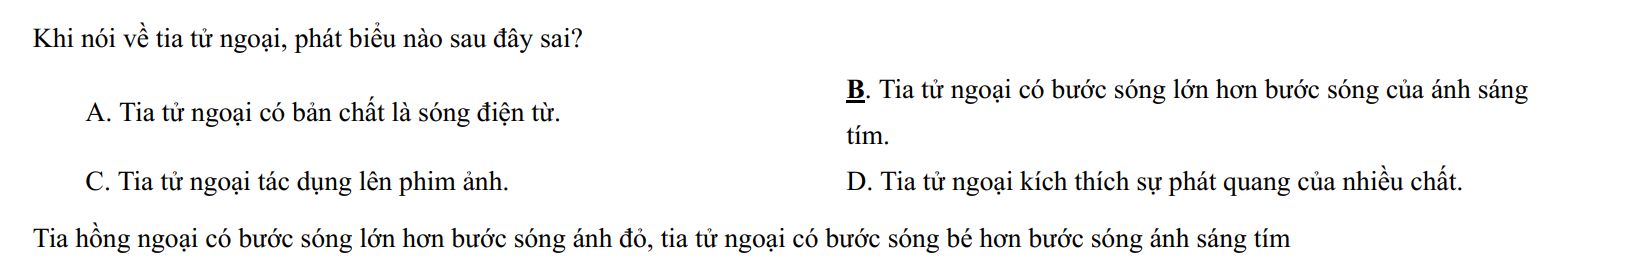 Khi nói về tia tử ngoại, phát biểu nào sau đây sai?
A. Tia tử ngoại có bản chất là sóng điện từ.
B. Tia tử ngoại có bước sóng lớn hơn bước sóng của ánh sáng
tím.
C. Tia tử ngoại tác dụng lên phim ảnh.
D. Tia tử ngoại kích thích sự phát quang của nhiều chất.
Tia hồng ngoại có bước sóng lớn hơn bước sóng ánh đỏ, tia tử ngoại có bước sóng bé hơn bước sóng ánh sáng tím